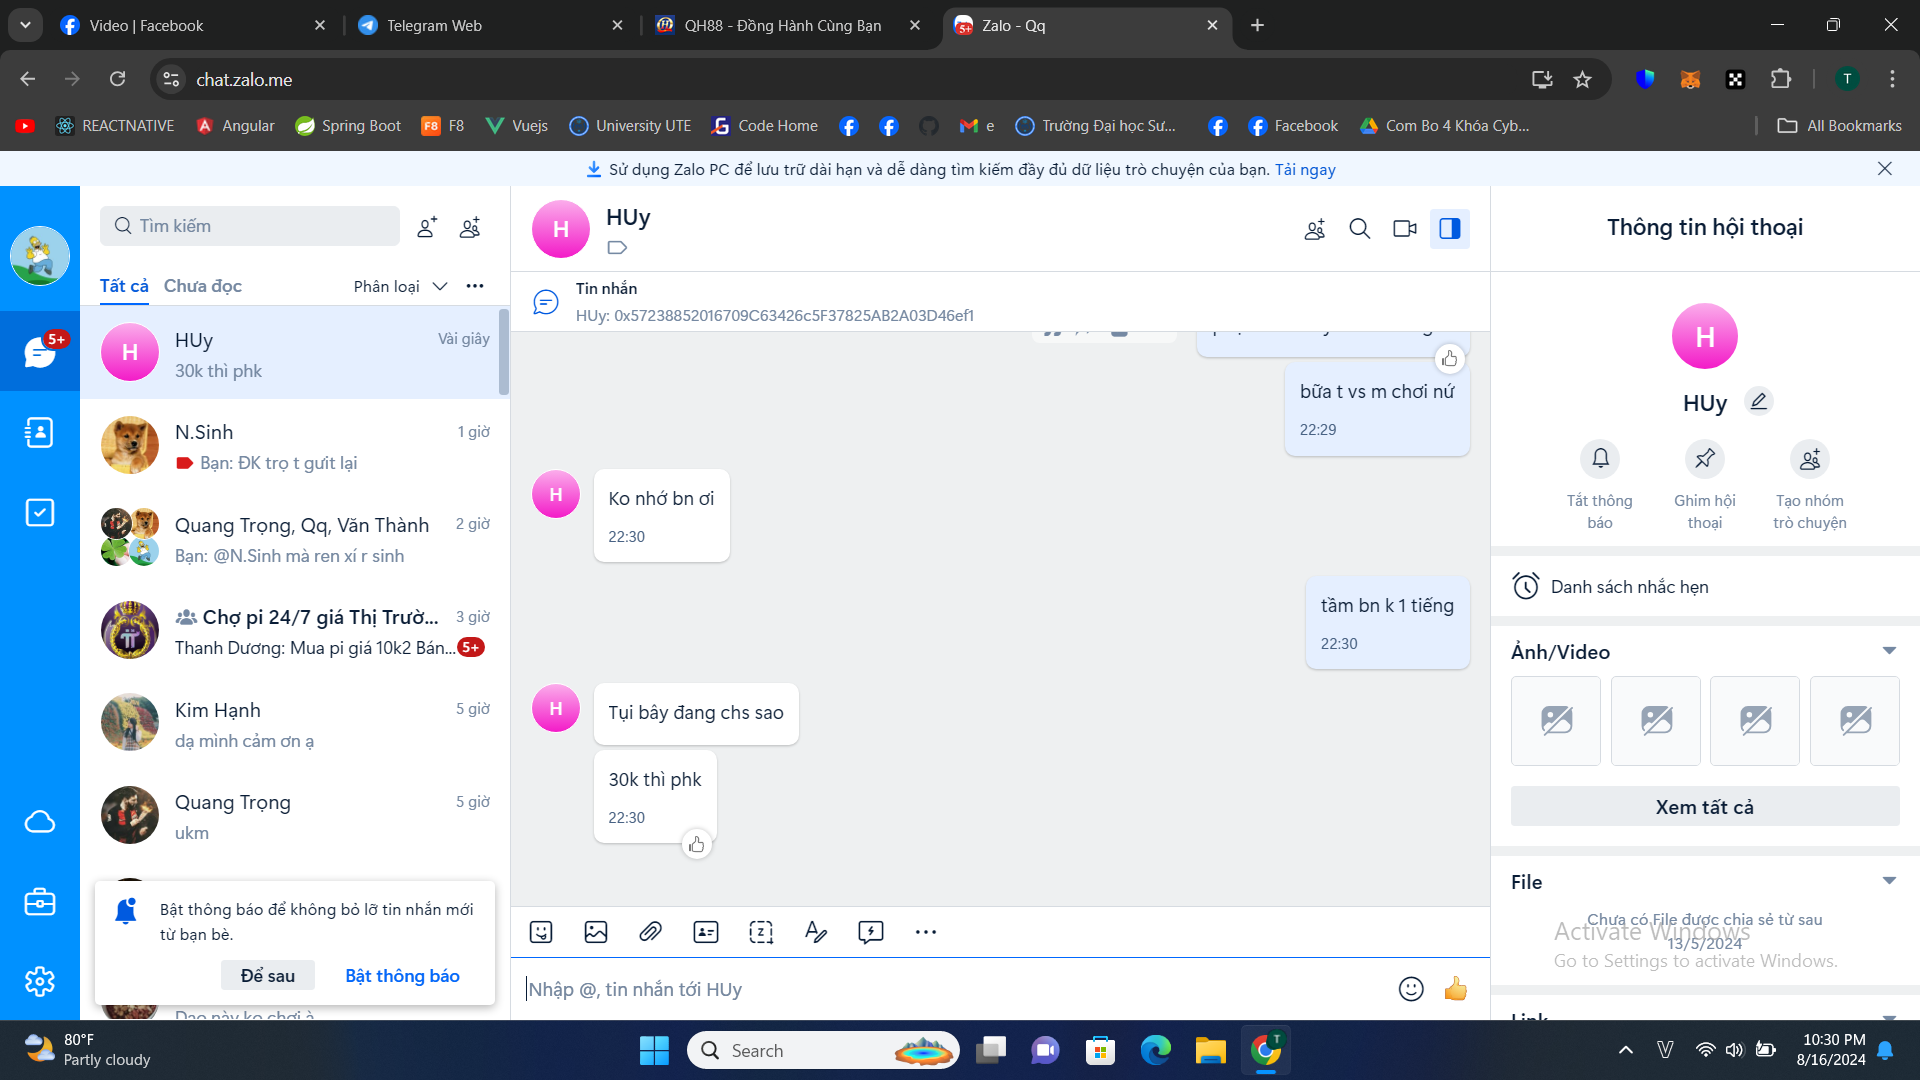 Video | Facebook
Telegram Web
QH88 - Đồng Hành Cùng Bạn
5+
Zalo - Qq
chat.zalo.me
T
REACTNATIVE
Angular
Spring Boot
F8
F8
Vuejs
University UTE
Code Home
e
Trường Đại học Sư...
Facebook
Com Bo 4 Khóa Cyb...
All Bookmarks
Sử dụng Zalo PC để lưu trữ dài hạn và dễ dàng tìm kiếm đầy đủ dữ liệu trò chuyện của bạn. Tải ngay
5+
Tìm kiếm
Tất cả
Chưa đọc
Phân loại
H
HUy
Vài giây
30k thì phk
N.Sinh
1 giờ
Bạn: ĐK trọ t gưit lại
Quang Trọng, Qq, Văn Thành
2 giờ
Bạn: @N.Sinh mà ren xí r sinh
Chợ pi 24/7 giá Thị Trườ...
3 giờ
Thanh Dương: Mua pi giá 10k2 Bán...
5+
Kim Hạnh
5 giờ
dạ mình cảm ơn ạ
Quang Trọng
5 giờ
ukm
Bật thông báo để không bỏ lỡ tin nhắn mới
từ bạn bè.
Để sau
Bật thông báo
Dạo này ko chơi à
H
HUy
Tin nhắn
HUy: 0x57238852016709C63426c5F37825AB2A03D46ef1
bữa t vs m chơi nứ
22:29
H
Ko nhớ bn ơi
22:30
tầm bn k 1 tiếng
22:30
H
Tụi bây đang chs sao
30k thì phk
22:30
Nhập @, tin nhắn tới HUy
Thông tin hội thoại
H
HUy
Tắt thông
báo
Ghim hội
thoại
Tạo nhóm
trò chuyện
Danh sách nhắc hẹn
Ảnh/Video
Xem tất cả
File
Chưa có File được chia sẻ từ sau
13/5/2024
Activate Windows
Go to Settings to activate Windows.
Link
80°F
Partly cloudy
Search
T
10:30 PM
8/16/2024